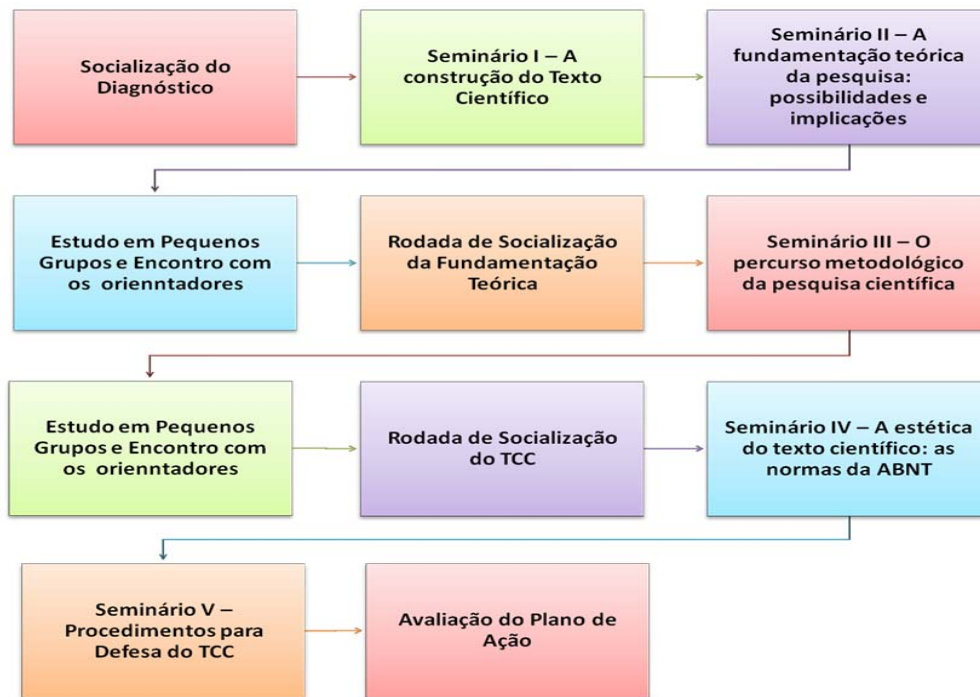 Socialização do
Diagnóstico
Seminário I – A
construção do Texto
Científico
Seminário II – A
fundamentação teórica
da pesquisa:
possibilidades e
implicações
Estudo em Pequenos
Grupos e Encontro com
os orienntadores
Rodada de Socialização
da Fundamentação
Teórica
Seminário III – O
percurso metodológico
da pesquisa científica
Estudo em Pequenos
Grupos e Encontro com
os orienntadores
Rodada de Socialização
do TCC
Seminário IV – A estética
do texto científico: as
normas da ABNT
Seminário V –
Procedimentos para
Defesa do TCC
Avaliação do Plano de
Ação